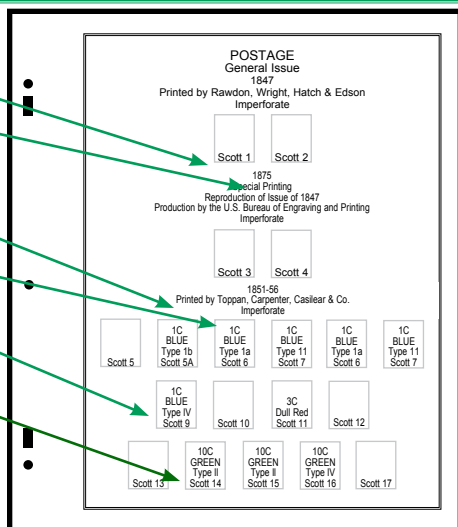 POSTAGE
General Issue
1847
Printed by Rawdon, Wright, Hatch & Edson
Imperforate
Scott 1 Scott 2
1875
Special Printing
Reproduction of Issue of 1847
Production by the U.S. Bureau of Engraving and Printing
Imperforate
Scott 3 Scott 4
1851-56
Printed by Toppan, Carpenter, Casilear & Co.
Imperforate
Scott 5
1C
BLUE
Type 1b
Scott 5A
1C
BLUE
Type 1a
Scott 6
1C
BLUE
Type 11
Scott 7
1C
BLUE
Type 1a
Scott 6
1C
BLUE
Type 11
Scott 7
1C
BLUE
Type IV
Scott 9
Scott 10
3C
Dull Red
Scott 11
Scott 12
Scott 13
10C
GREEN
Type II
Scott 14
10C
GREEN
Type II
Scott 15
10C
GREEN
Type IV
Scott 16
Scott 17